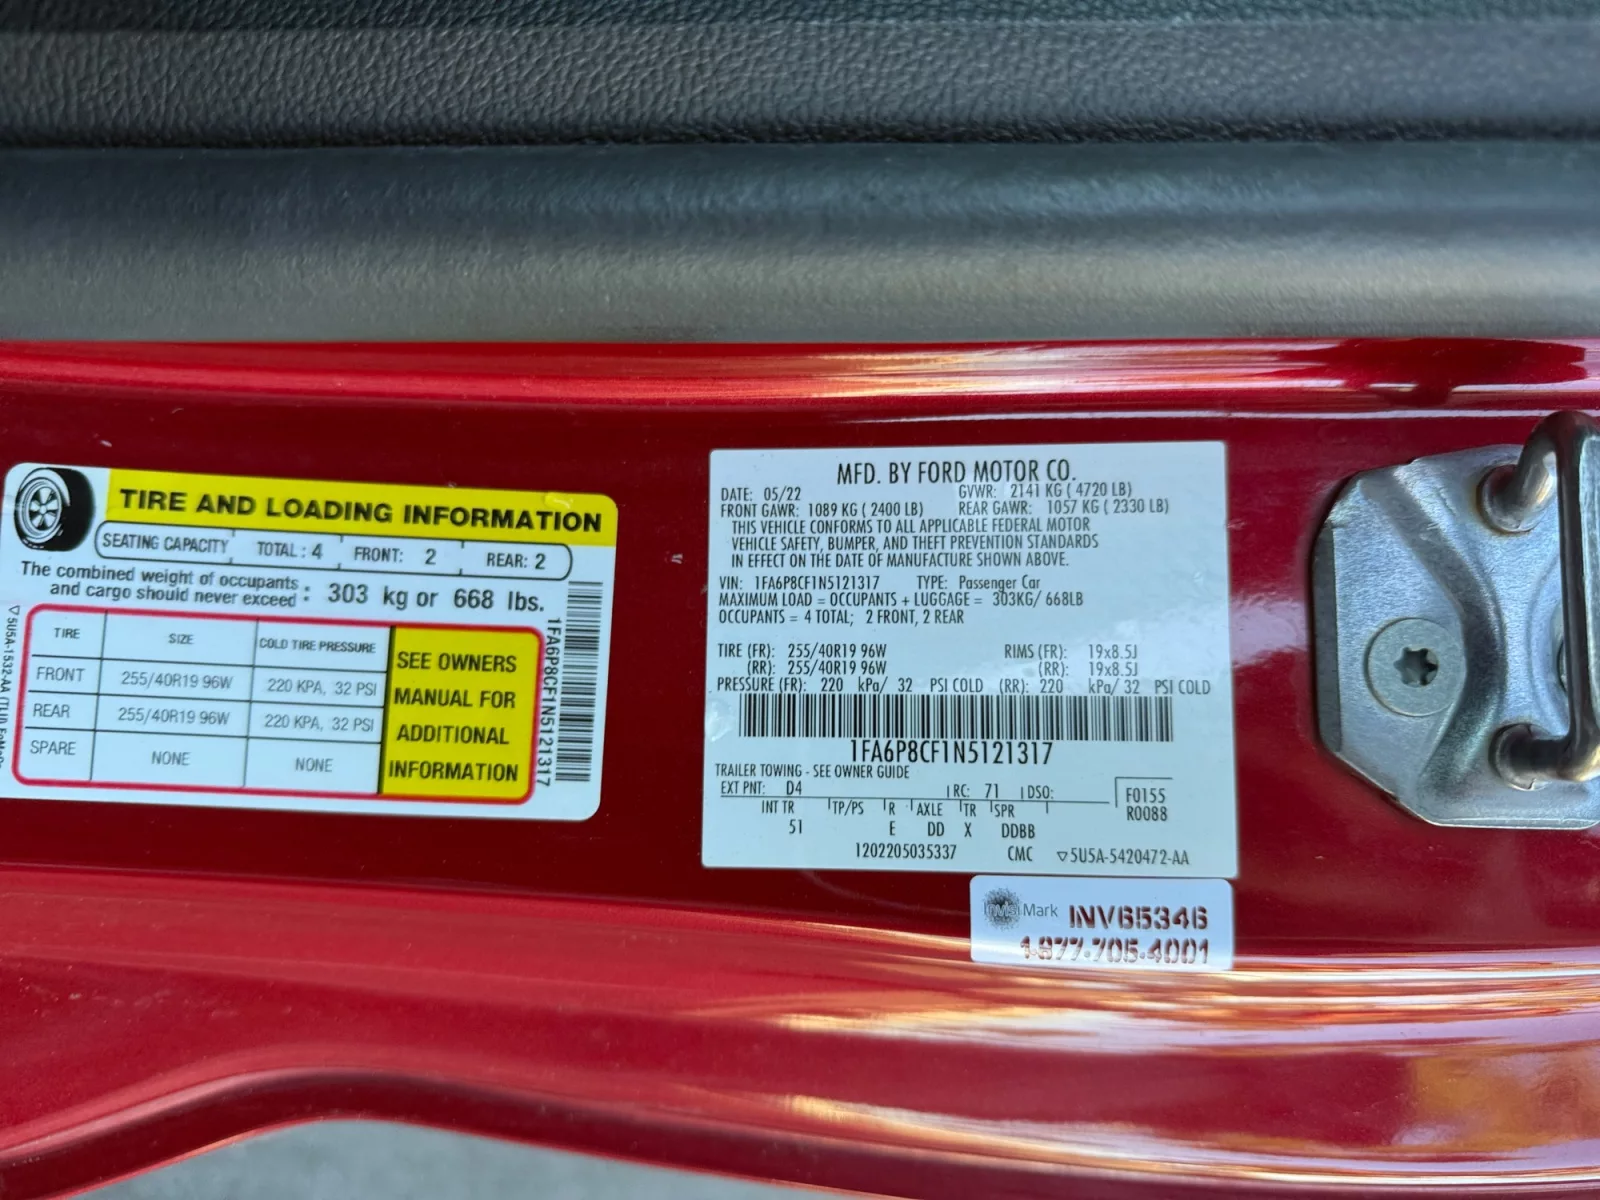 TIRE AND LOADING INFORMATION
SEATING CAPACITY TOTAL : 4 FRONT: 2 REAR: 2
The combined weight of occupants
and cargo should never exceed : 303 kg or 668 lbs.
TIRE SIZE COLD TIRE PRESSURE
FRONT 255/40R19 96W 220 KPA, 32 PSI
REAR 255/40R19 96W 220 KPA, 32 PSI
SPARE NONE NONE
SEE OWNERS
MANUAL FOR
ADDITIONAL
INFORMATION
1FA6P8CF1N5121317
5U5A-1532-AA
MFD. BY FORD MOTOR CO.
DATE: 05/22 GVWR: 2141 KG ( 4720 LB)
FRONT GAWR: 1089 KG ( 2400 LB) REAR GAWR: 1057 KG ( 2330 LB)
THIS VEHICLE CONFORMS TO ALL APPLICABLE FEDERAL MOTOR
VEHICLE SAFETY, BUMPER, AND THEFT PREVENTION STANDARDS
IN EFFECT ON THE DATE OF MANUFACTURE SHOWN ABOVE.
VIN: 1FA6P8CF1N5121317 TYPE: Passenger Car
MAXIMUM LOAD = OCCUPANTS + LUGGAGE = 303KG/ 668LB
OCCUPANTS = 4 TOTAL; 2 FRONT, 2 REAR
TIRE (FR): 255/40R19 96W RIMS (FR): 19x8.5J
(RR): 255/40R19 96W (RR): 19x8.5J
PRESSURE (FR): 220 kPa/ 32 PSI COLD (RR): 220 kPa/ 32 PSI COLD
1FA6P8CF1N5121317
TRAILER TOWING - SEE OWNER GUIDE
EXT PNT: D4 RC: 71 DSO:
F0155
R0088
INT TR TP/PS R AXLE TR SPR
51 E DD X DDBB
1202205035337 CMC 5U5A-5420472-AA
Mark INV65346
1-877-705-4001